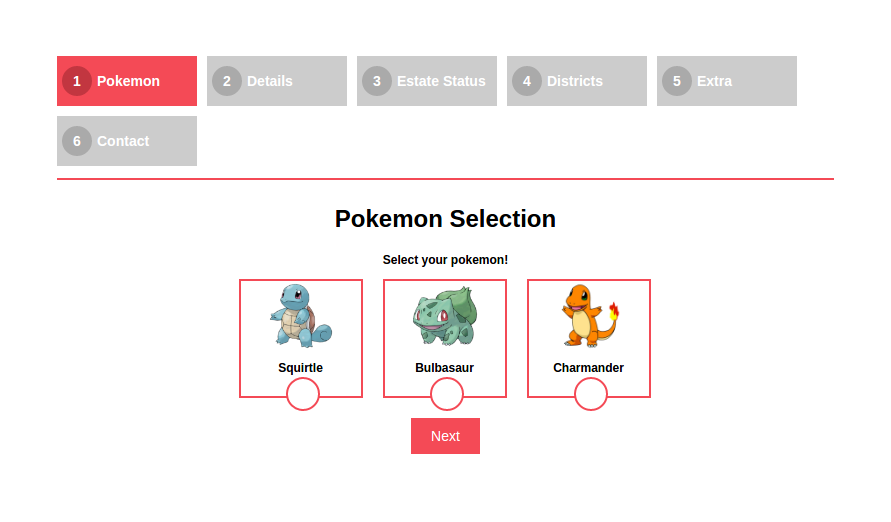 1 Pokemon 2 Details 3 Estate Status 4 Districts 5 Extra
6 Contact
Pokemon Selection
Select your pokemon!
Squirtle Bulbasaur Charmander
Next